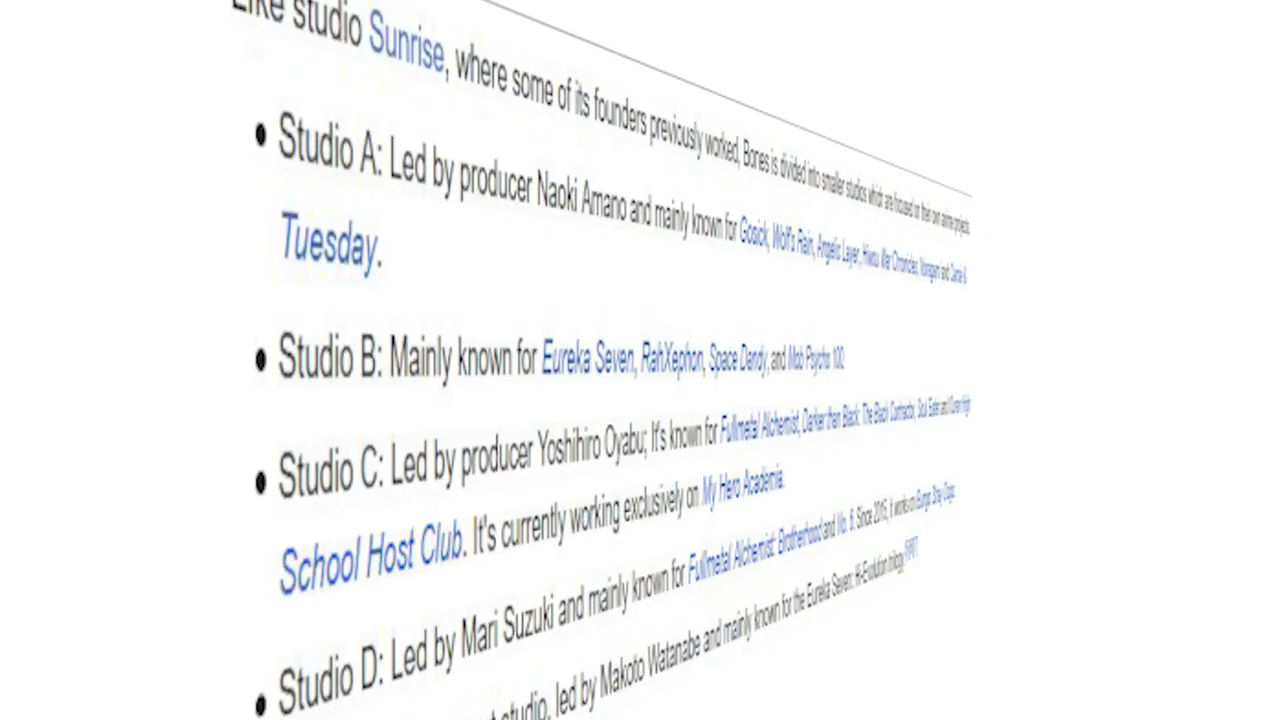 Like studio Sunrise, where some of its founders previously worked, Bones is divided into smaller studios which are focused on their own anime projects.
• Studio A: Led by producer Naoki Amano and mainly known for Gosick, Wolf's Rain, Angelic Layer, Hiwou War Chronicles, Noragami and Carole &
Tuesday.
• Studio B: Mainly known for Eureka Seven, RahXephon, Space Dandy, and Mob Psycho 100
• Studio C: Led by producer Yoshihiro Oyabu; It's known for Fullmetal Alchemist, Darker than Black: The Black Contractor, Soul Eater and Ouran High
School Host Club. It's currently working exclusively on My Hero Academia.
• Studio D: Led by Mari Suzuki and mainly known for Fullmetal Alchemist: Brotherhood and No. 6. Since 2015, it works on Bungo Stray Dogs
studio, led by Makoto Watanabe and mainly known for the Eureka Seven: Hi-Evolution trilogy